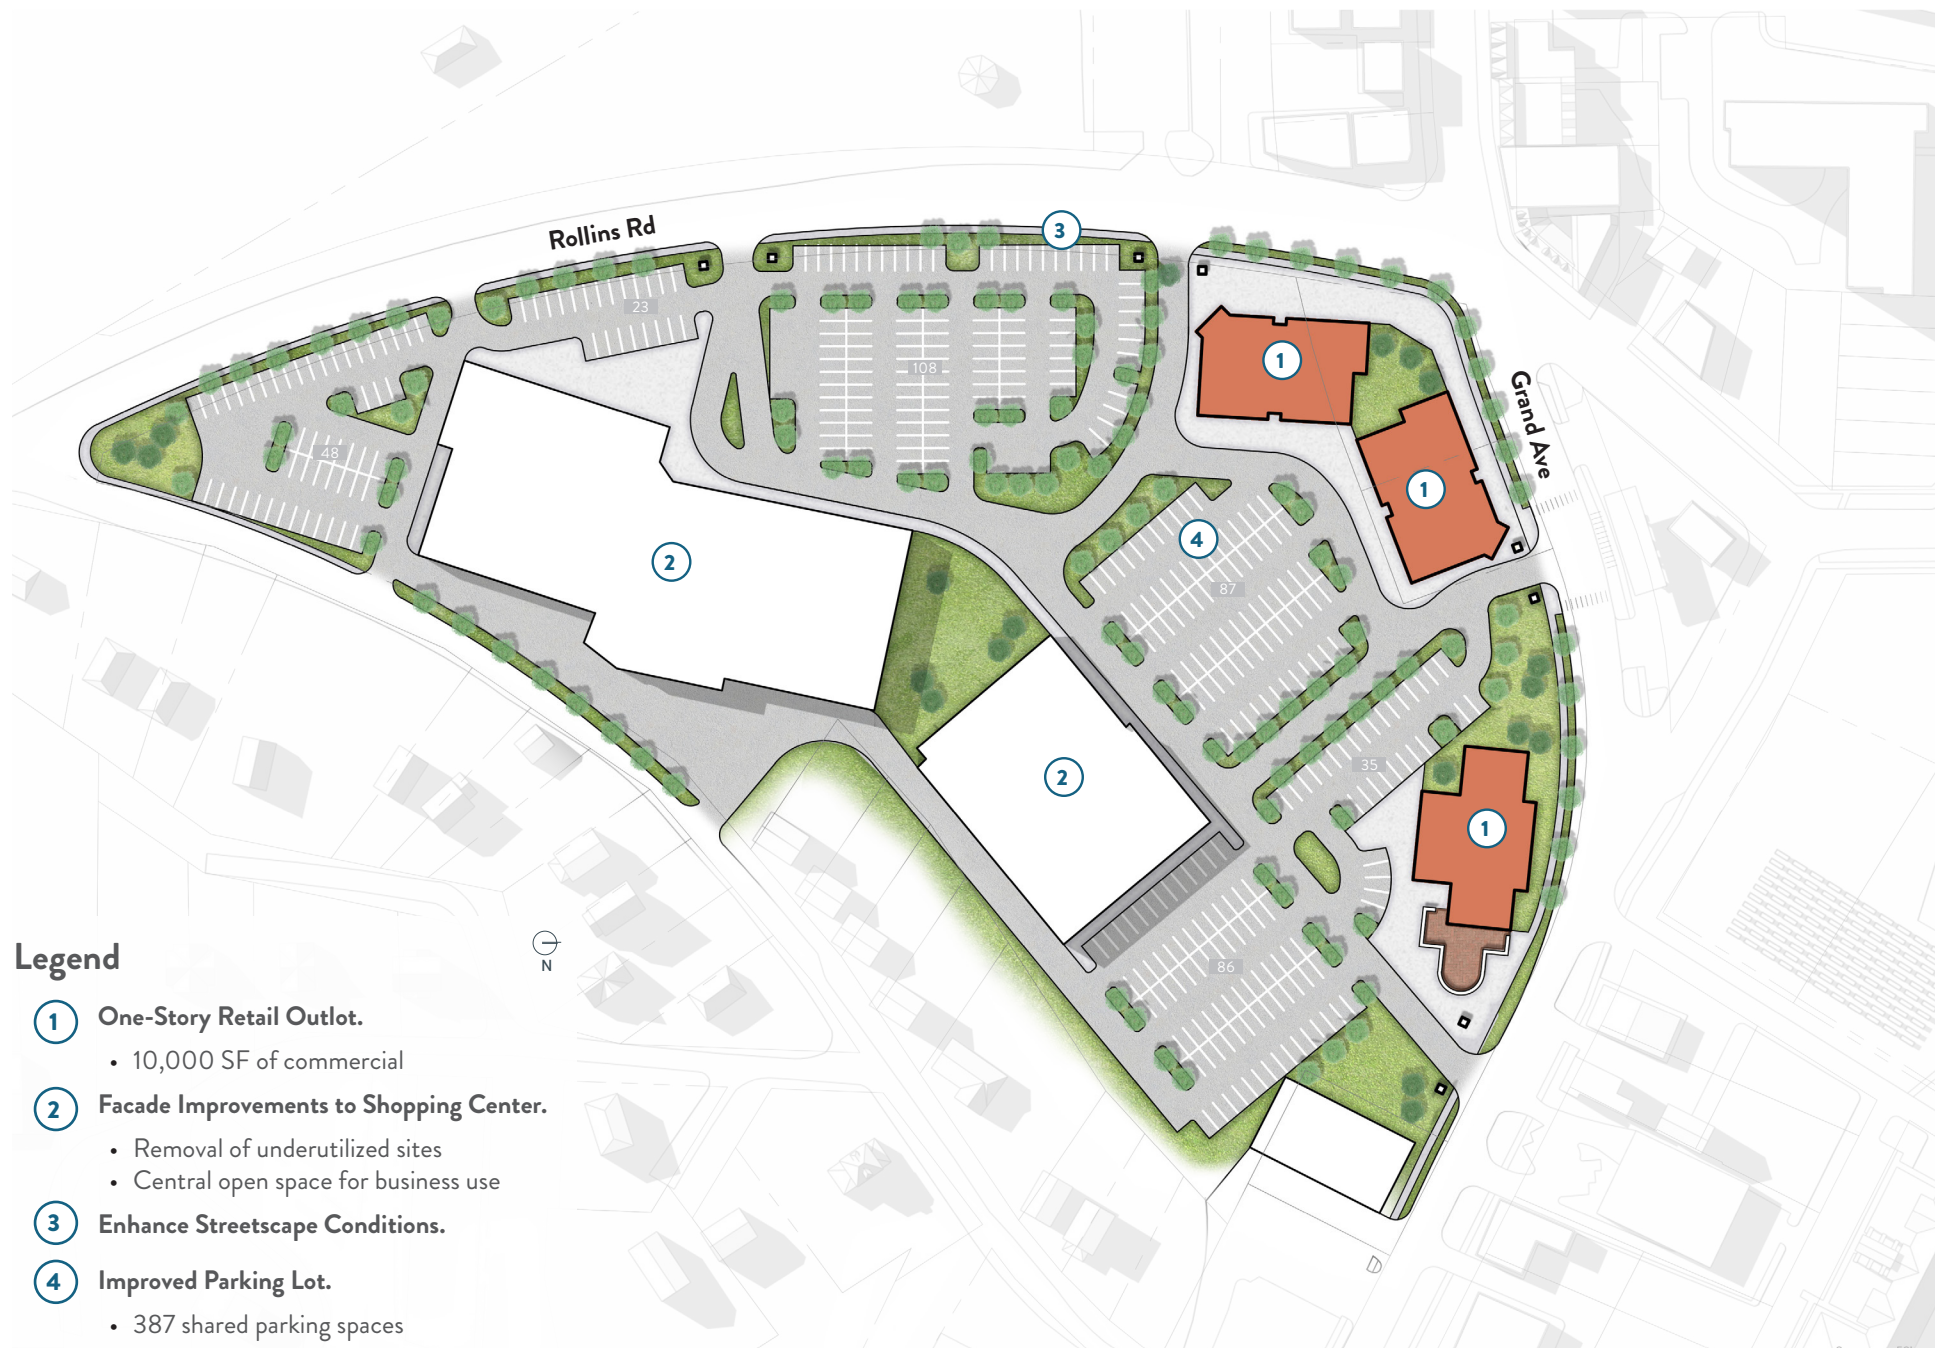 Rollins Rd
3
23
1
108
Grand Ave
48
1
4
2
87
35
2
1
86
N
Legend
1 One-Story Retail Outlot.
• 10,000 SF of commercial
2 Facade Improvements to Shopping Center.
• Removal of underutilized sites
• Central open space for business use
3 Enhance Streetscape Conditions.
4 Improved Parking Lot.
• 387 shared parking spaces